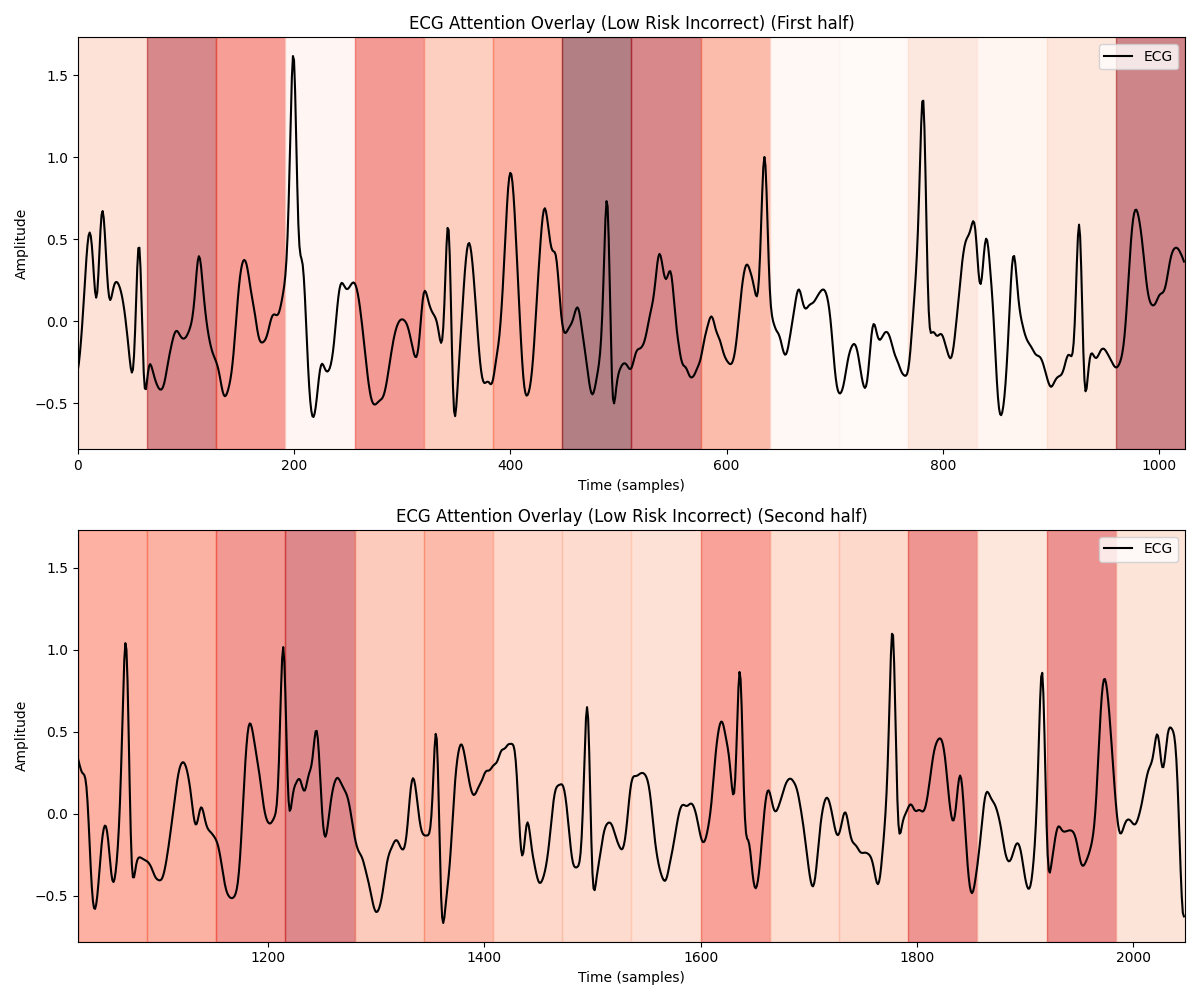 ECG Attention Overlay (Low Risk Incorrect) (First half)
ECG
1.5
1.0
0.5
0.0
−0.5
Amplitude
0 200 400 600 800 1000
Time (samples)
ECG Attention Overlay (Low Risk Incorrect) (Second half)
ECG
1.5
1.0
0.5
0.0
−0.5
Amplitude
1200 1400 1600 1800 2000
Time (samples)